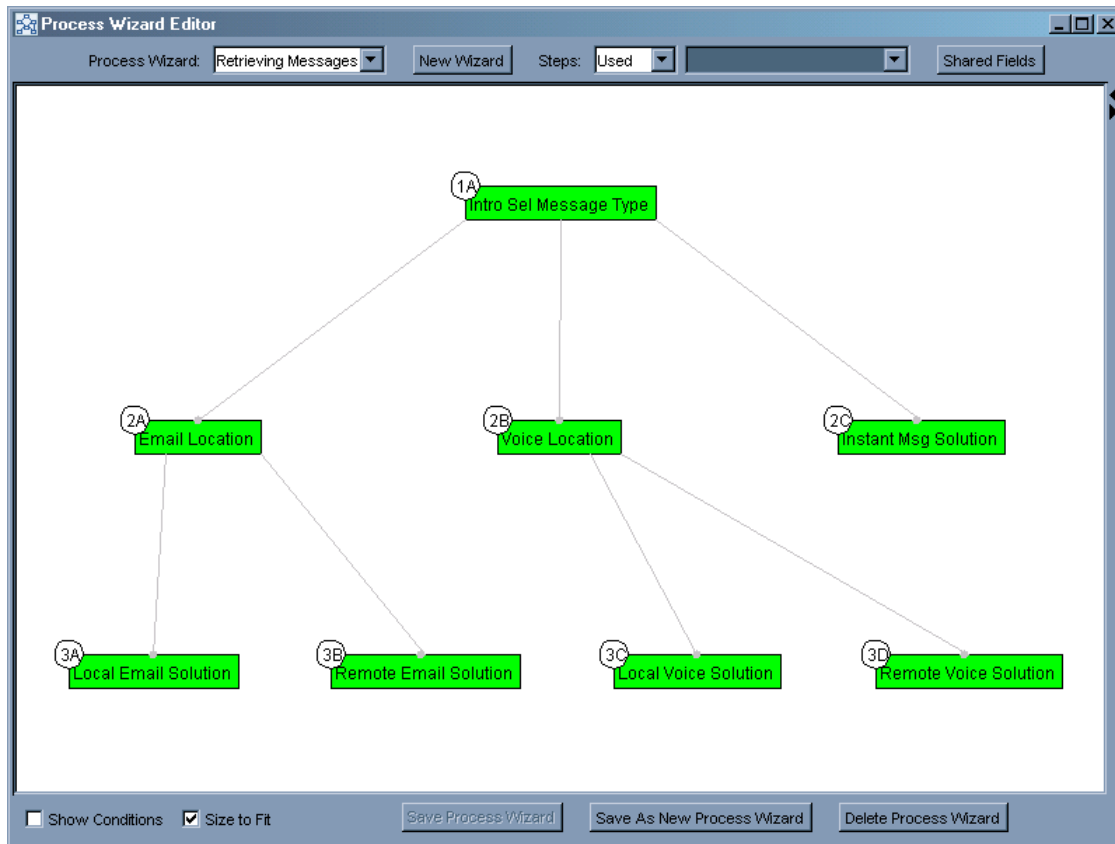 Process Wizard Editor
Process Wizard: Retrieving Messages New Wizard Steps: Used Shared Fields
1A
Intro Sel Message Type
2A 2B 2C
Email Location Voice Location Instant Msg Solution
3A 3B 3C 3D
Local Email Solution Remote Email Solution Local Voice Solution Remote Voice Solution
Show Conditions Size to Fit Save Process Wizard Save As New Process Wizard Delete Process Wizard